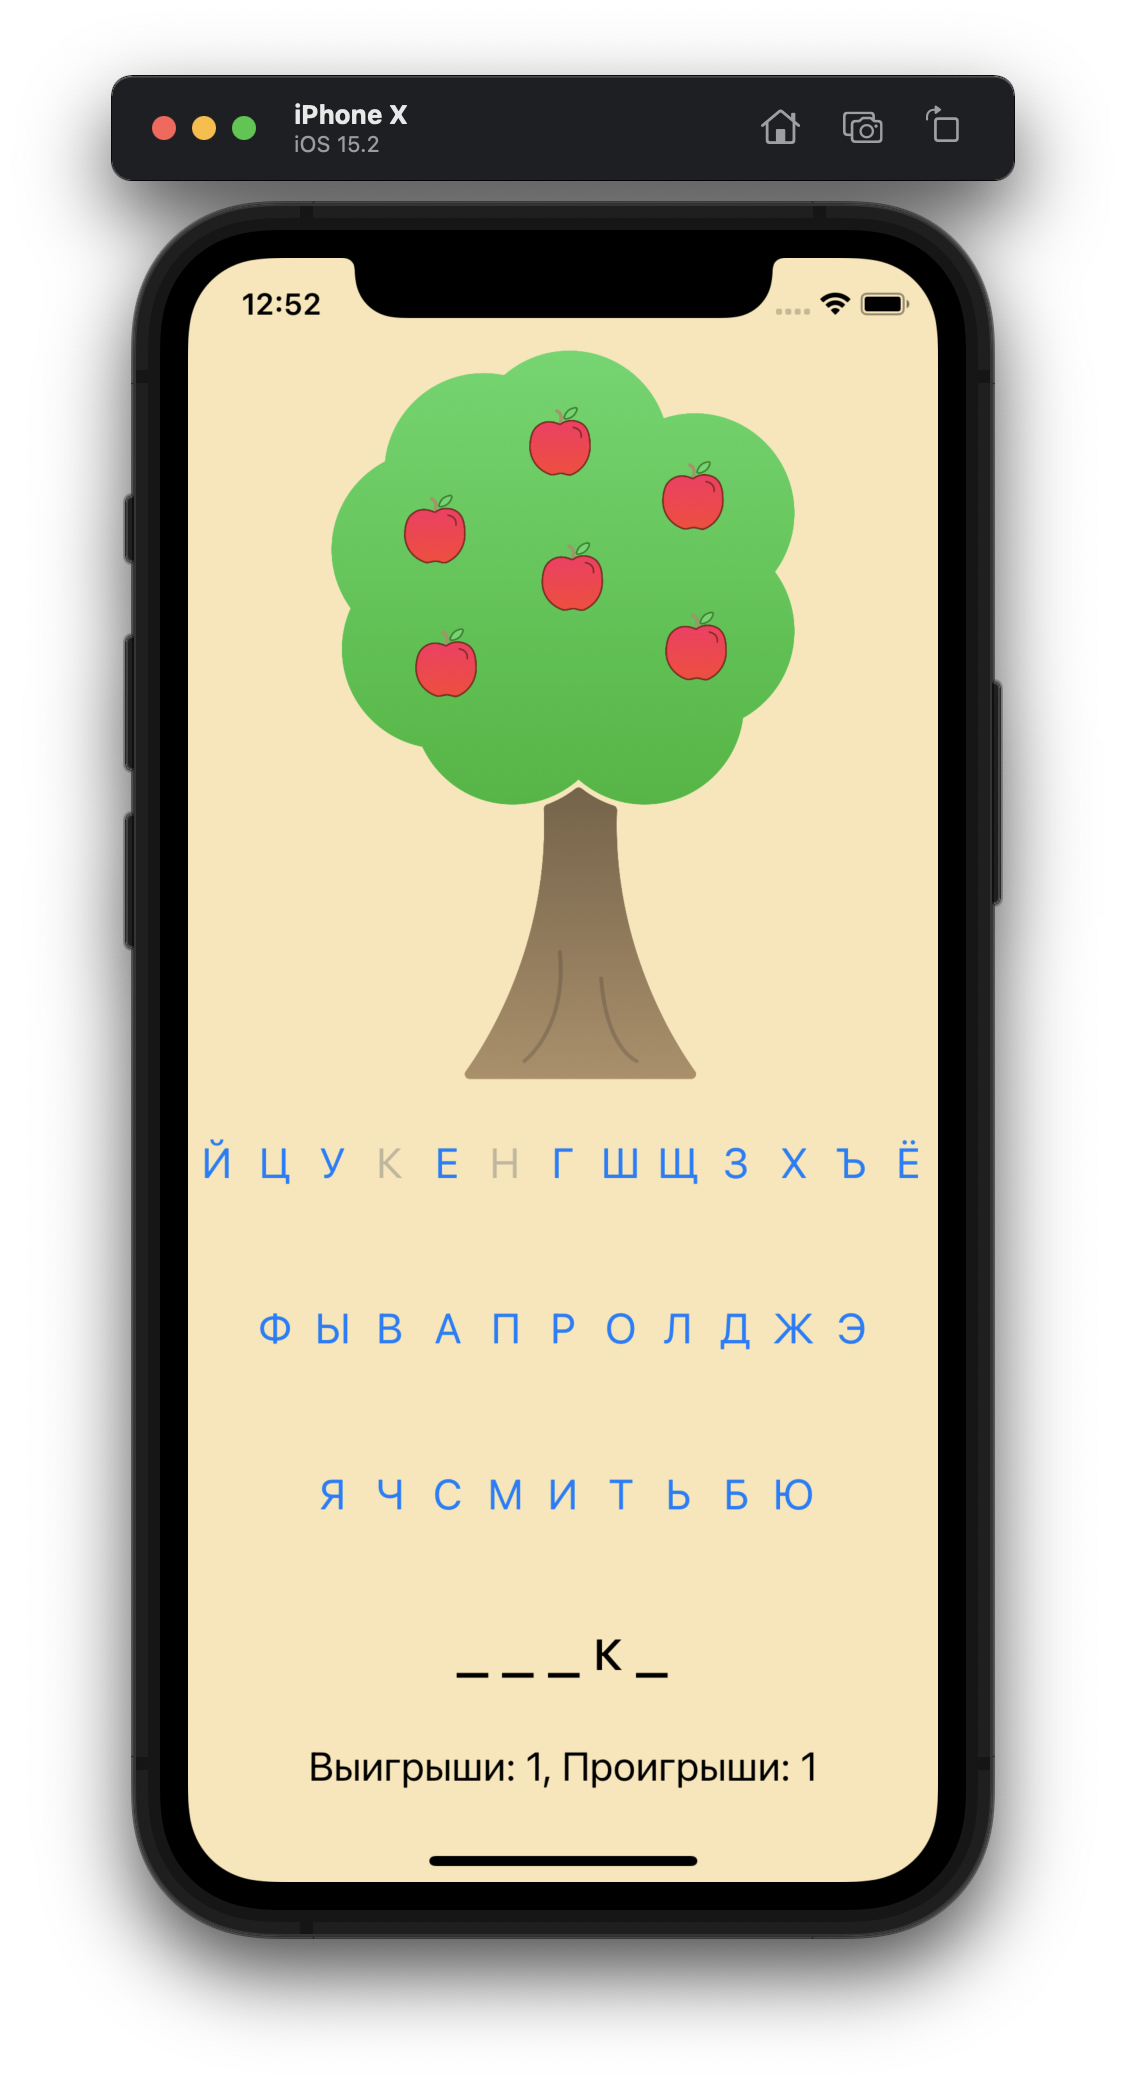 iPhone X
iOS 15.2
12:52
Й Ц У К Е Н Г Ш Щ З Х Ъ Ё
Ф Ы В А П Р О Л Д Ж Э
Я Ч С М И Т Ь Б Ю
_ _ _ к _
Выигрыши: 1, Проигрыши: 1